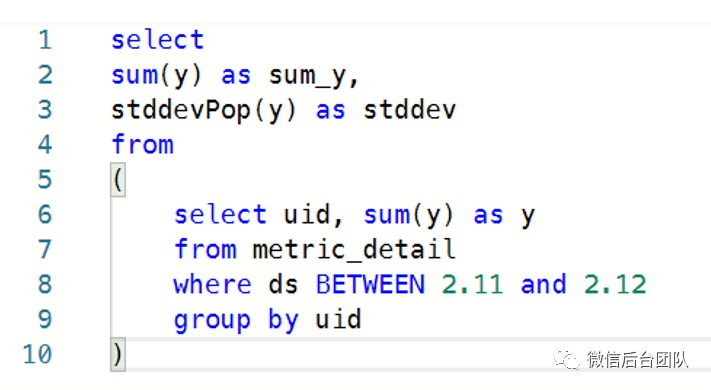 1 select
2 sum(y) as sum_y,
3 stddevPop(y) as stddev
4 from
5 (
6 select uid, sum(y) as y
7 from metric_detail
8 where ds BETWEEN 2.11 and 2.12
9 group by uid
10 )
微信后台团队